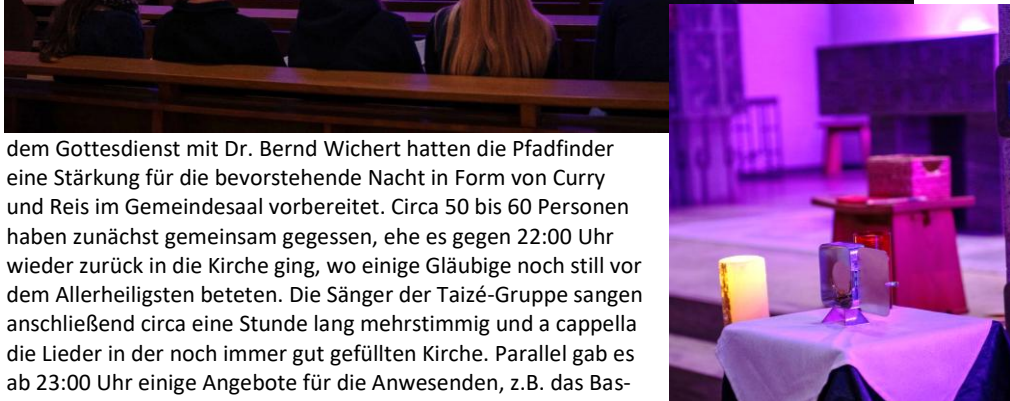 dem Gottesdienst mit Dr. Bernd Wichert hatten die Pfadfinder
eine Stärkung für die bevorstehende Nacht in Form von Curry
und Reis im Gemeindesaal vorbereitet. Circa 50 bis 60 Personen
haben zunächst gemeinsam gegessen, ehe es gegen 22:00 Uhr
wieder zurück in die Kirche ging, wo einige Gläubige noch still vor
dem Allerheiligsten beteten. Die Sänger der Taizé-Gruppe sangen
anschließend circa eine Stunde lang mehrstimmig und a cappella
die Lieder in der noch immer gut gefüllten Kirche. Parallel gab es
ab 23:00 Uhr einige Angebote für die Anwesenden, z.B. das Bas-